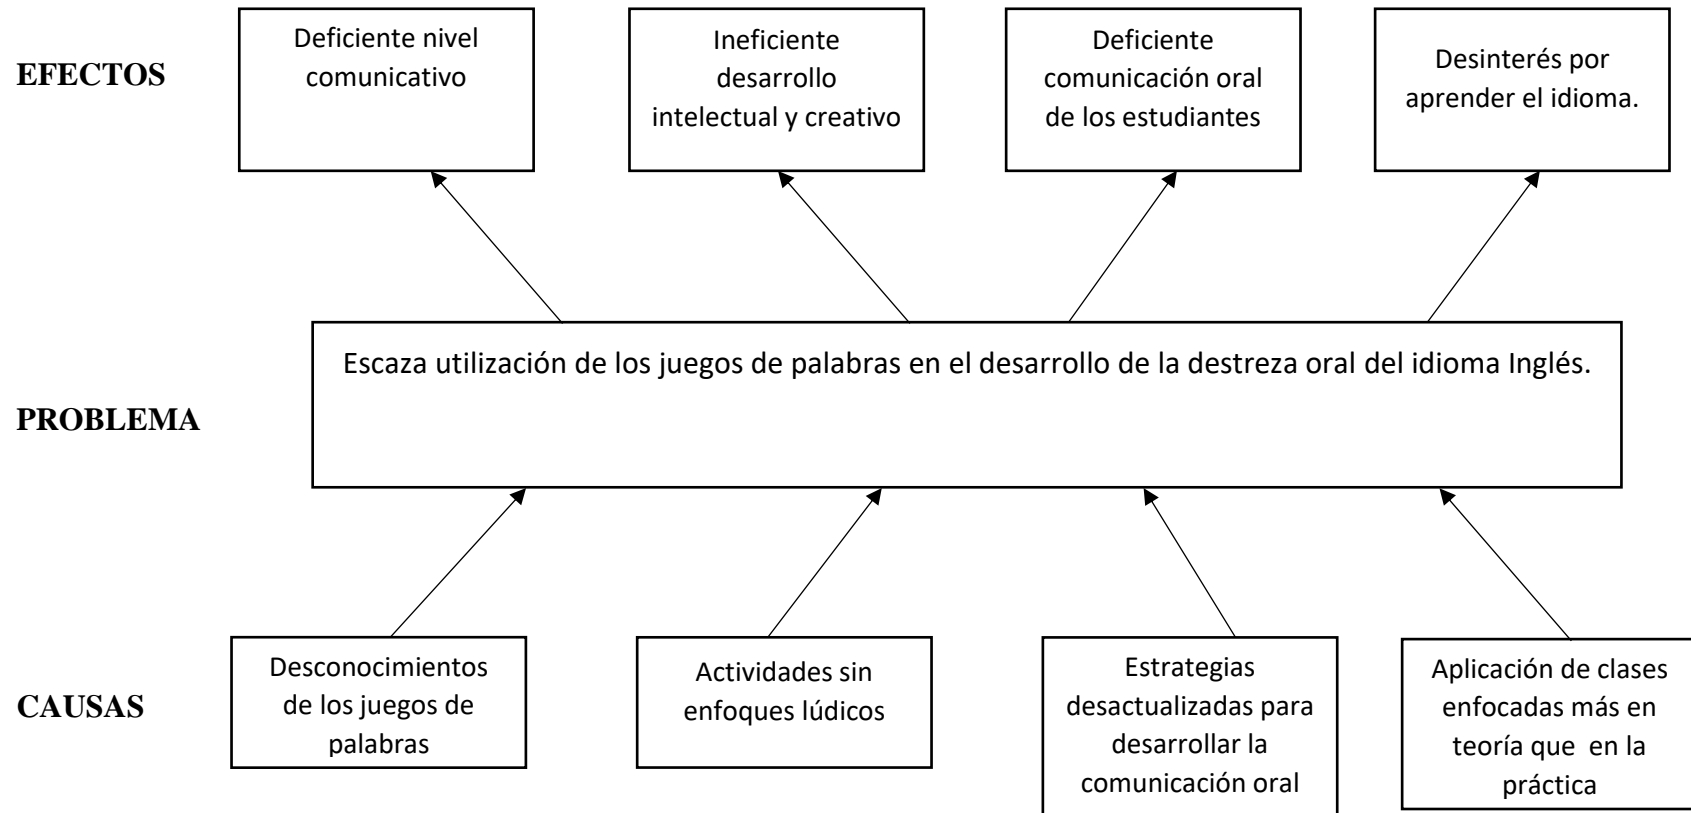 EFECTOS
Deficiente nivel
comunicativo
Ineficiente
desarrollo
intelectual y creativo
Deficiente
comunicación oral
de los estudiantes
Desinterés por
aprender el idioma.
PROBLEMA
Escaza utilización de los juegos de palabras en el desarrollo de la destreza oral del idioma Inglés.
CAUSAS
Desconocimientos
de los juegos de
palabras
Actividades sin
enfoques lúdicos
Estrategias
desactualizadas para
desarrollar la
comunicación oral
Aplicación de clases
enfocadas más en
teoría que  en la
práctica